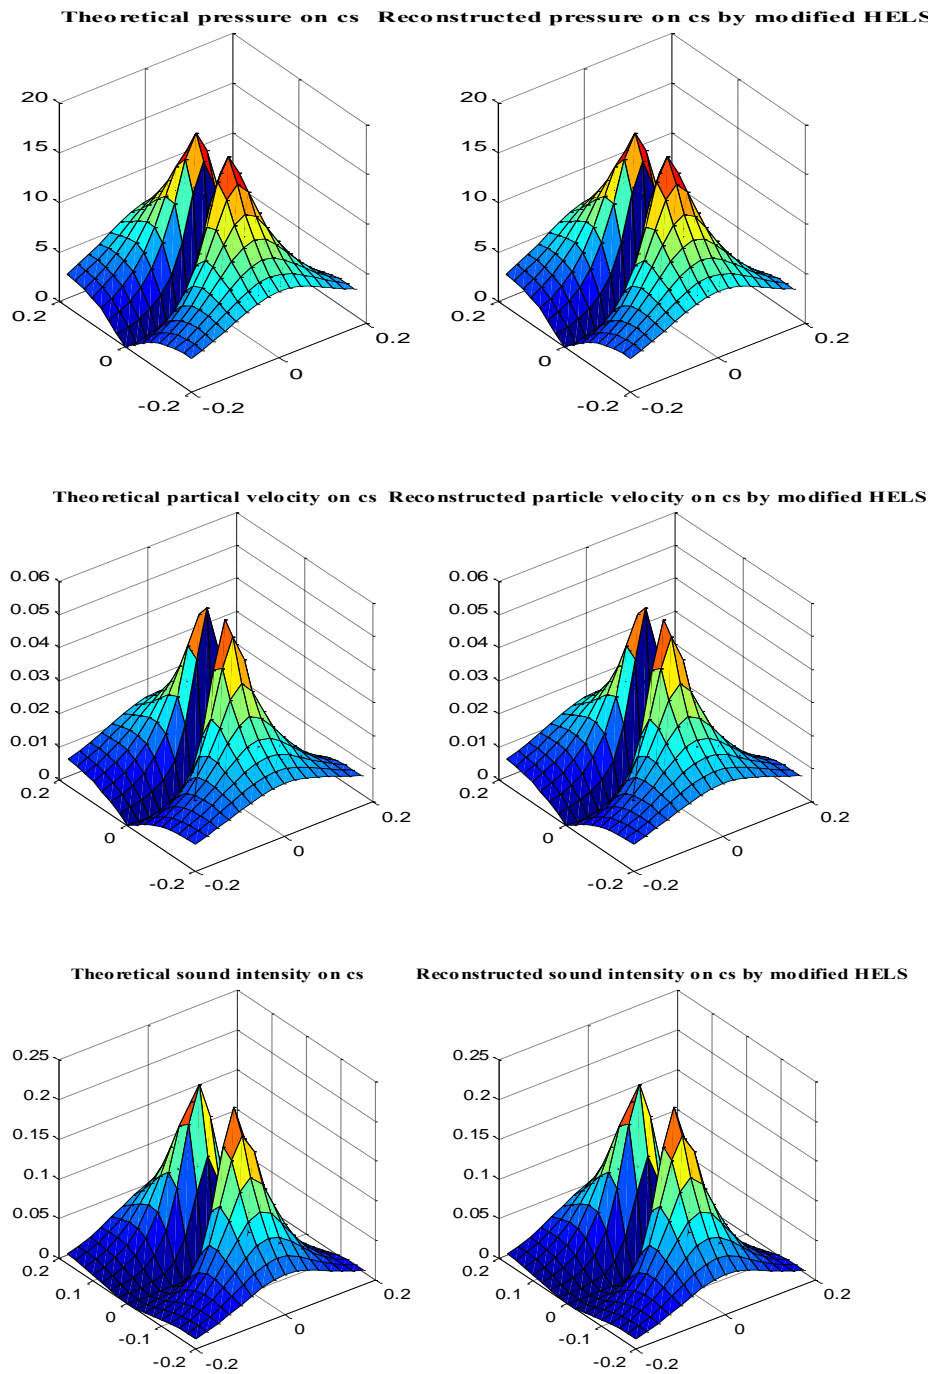 Theoretical pressure on cs Reconstructed pressure on cs by modified HELS
20 20
15 15
10 10
5 5
0 0
0.2 0.2 0.2 0.2
0 0 0 0
-0.2 -0.2 -0.2 -0.2
Theoretical partical velocity on cs Reconstructed particle velocity on cs by modified HELS
0.06 0.06
0.05 0.05
0.04 0.04
0.03 0.03
0.02 0.02
0.01 0.01
0 0
0.2 0.2 0.2 0.2
0 0 0 0
-0.2 -0.2 -0.2 -0.2
Theoretical sound intensity on cs Reconstructed sound intensity on cs by modified HELS
0.25 0.25
0.2 0.2
0.15 0.15
0.1 0.1
0.05 0.05
0 0
0.2 0.2 0.2 0.2
0.1 0.1
0 0 0 0
-0.1 -0.1
-0.2 -0.2 -0.2 -0.2